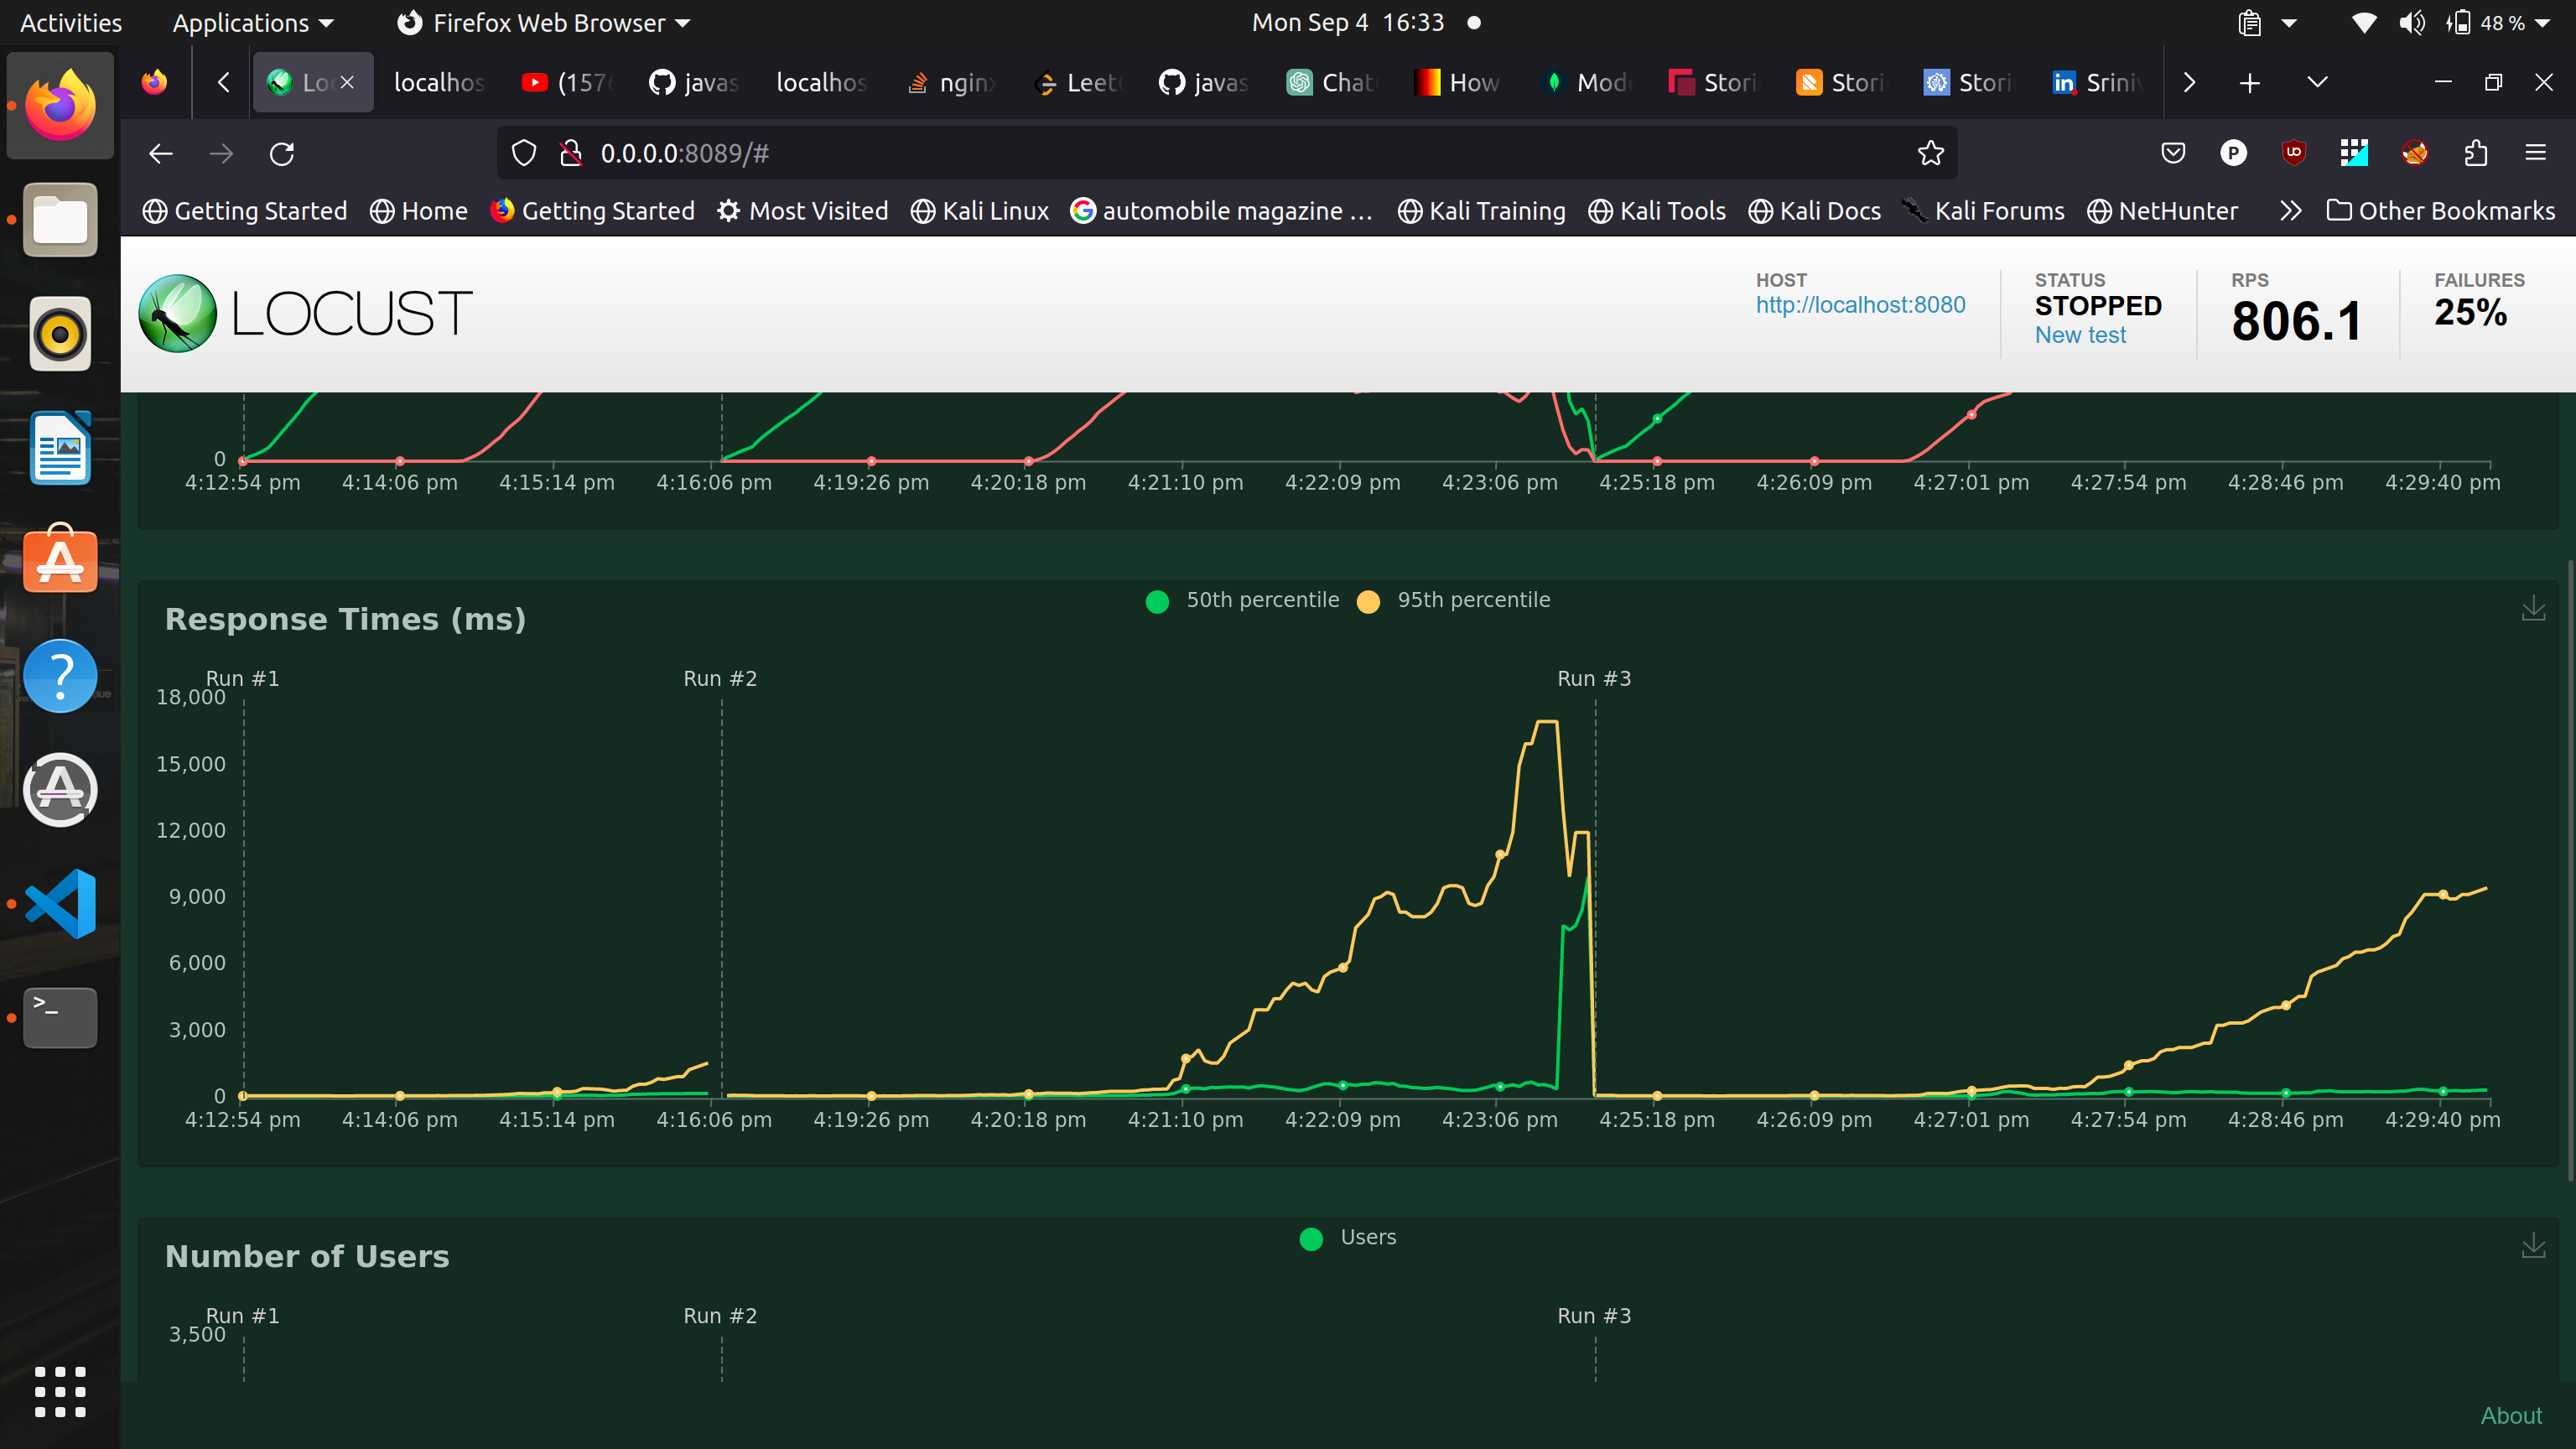 Activities Applications Firefox Web Browser Mon Sep 4 16:33 48 %
Loc localhos (157 javas localhos nginx Leet javas Chat How Mod Stori Stori Stori Sriniv
0.0.0.0:8089/#
Getting Started Home Getting Started Most Visited Kali Linux automobile magazine ... Kali Training Kali Tools Kali Docs Kali Forums NetHunter Other Bookmarks
LOCUST
HOST
http://localhost:8080
STATUS
STOPPED
New test
RPS
806.1
FAILURES
25%
0
4:12:54 pm 4:14:06 pm 4:15:14 pm 4:16:06 pm 4:19:26 pm 4:20:18 pm 4:21:10 pm 4:22:09 pm 4:23:06 pm 4:25:18 pm 4:26:09 pm 4:27:01 pm 4:27:54 pm 4:28:46 pm 4:29:40 pm
50th percentile 95th percentile
Response Times (ms)
Run #1 Run #2 Run #3
18,000
15,000
12,000
9,000
6,000
3,000
0
4:12:54 pm 4:14:06 pm 4:15:14 pm 4:16:06 pm 4:19:26 pm 4:20:18 pm 4:21:10 pm 4:22:09 pm 4:23:06 pm 4:25:18 pm 4:26:09 pm 4:27:01 pm 4:27:54 pm 4:28:46 pm 4:29:40 pm
Users
Number of Users
Run #1 Run #2 Run #3
3,500
About